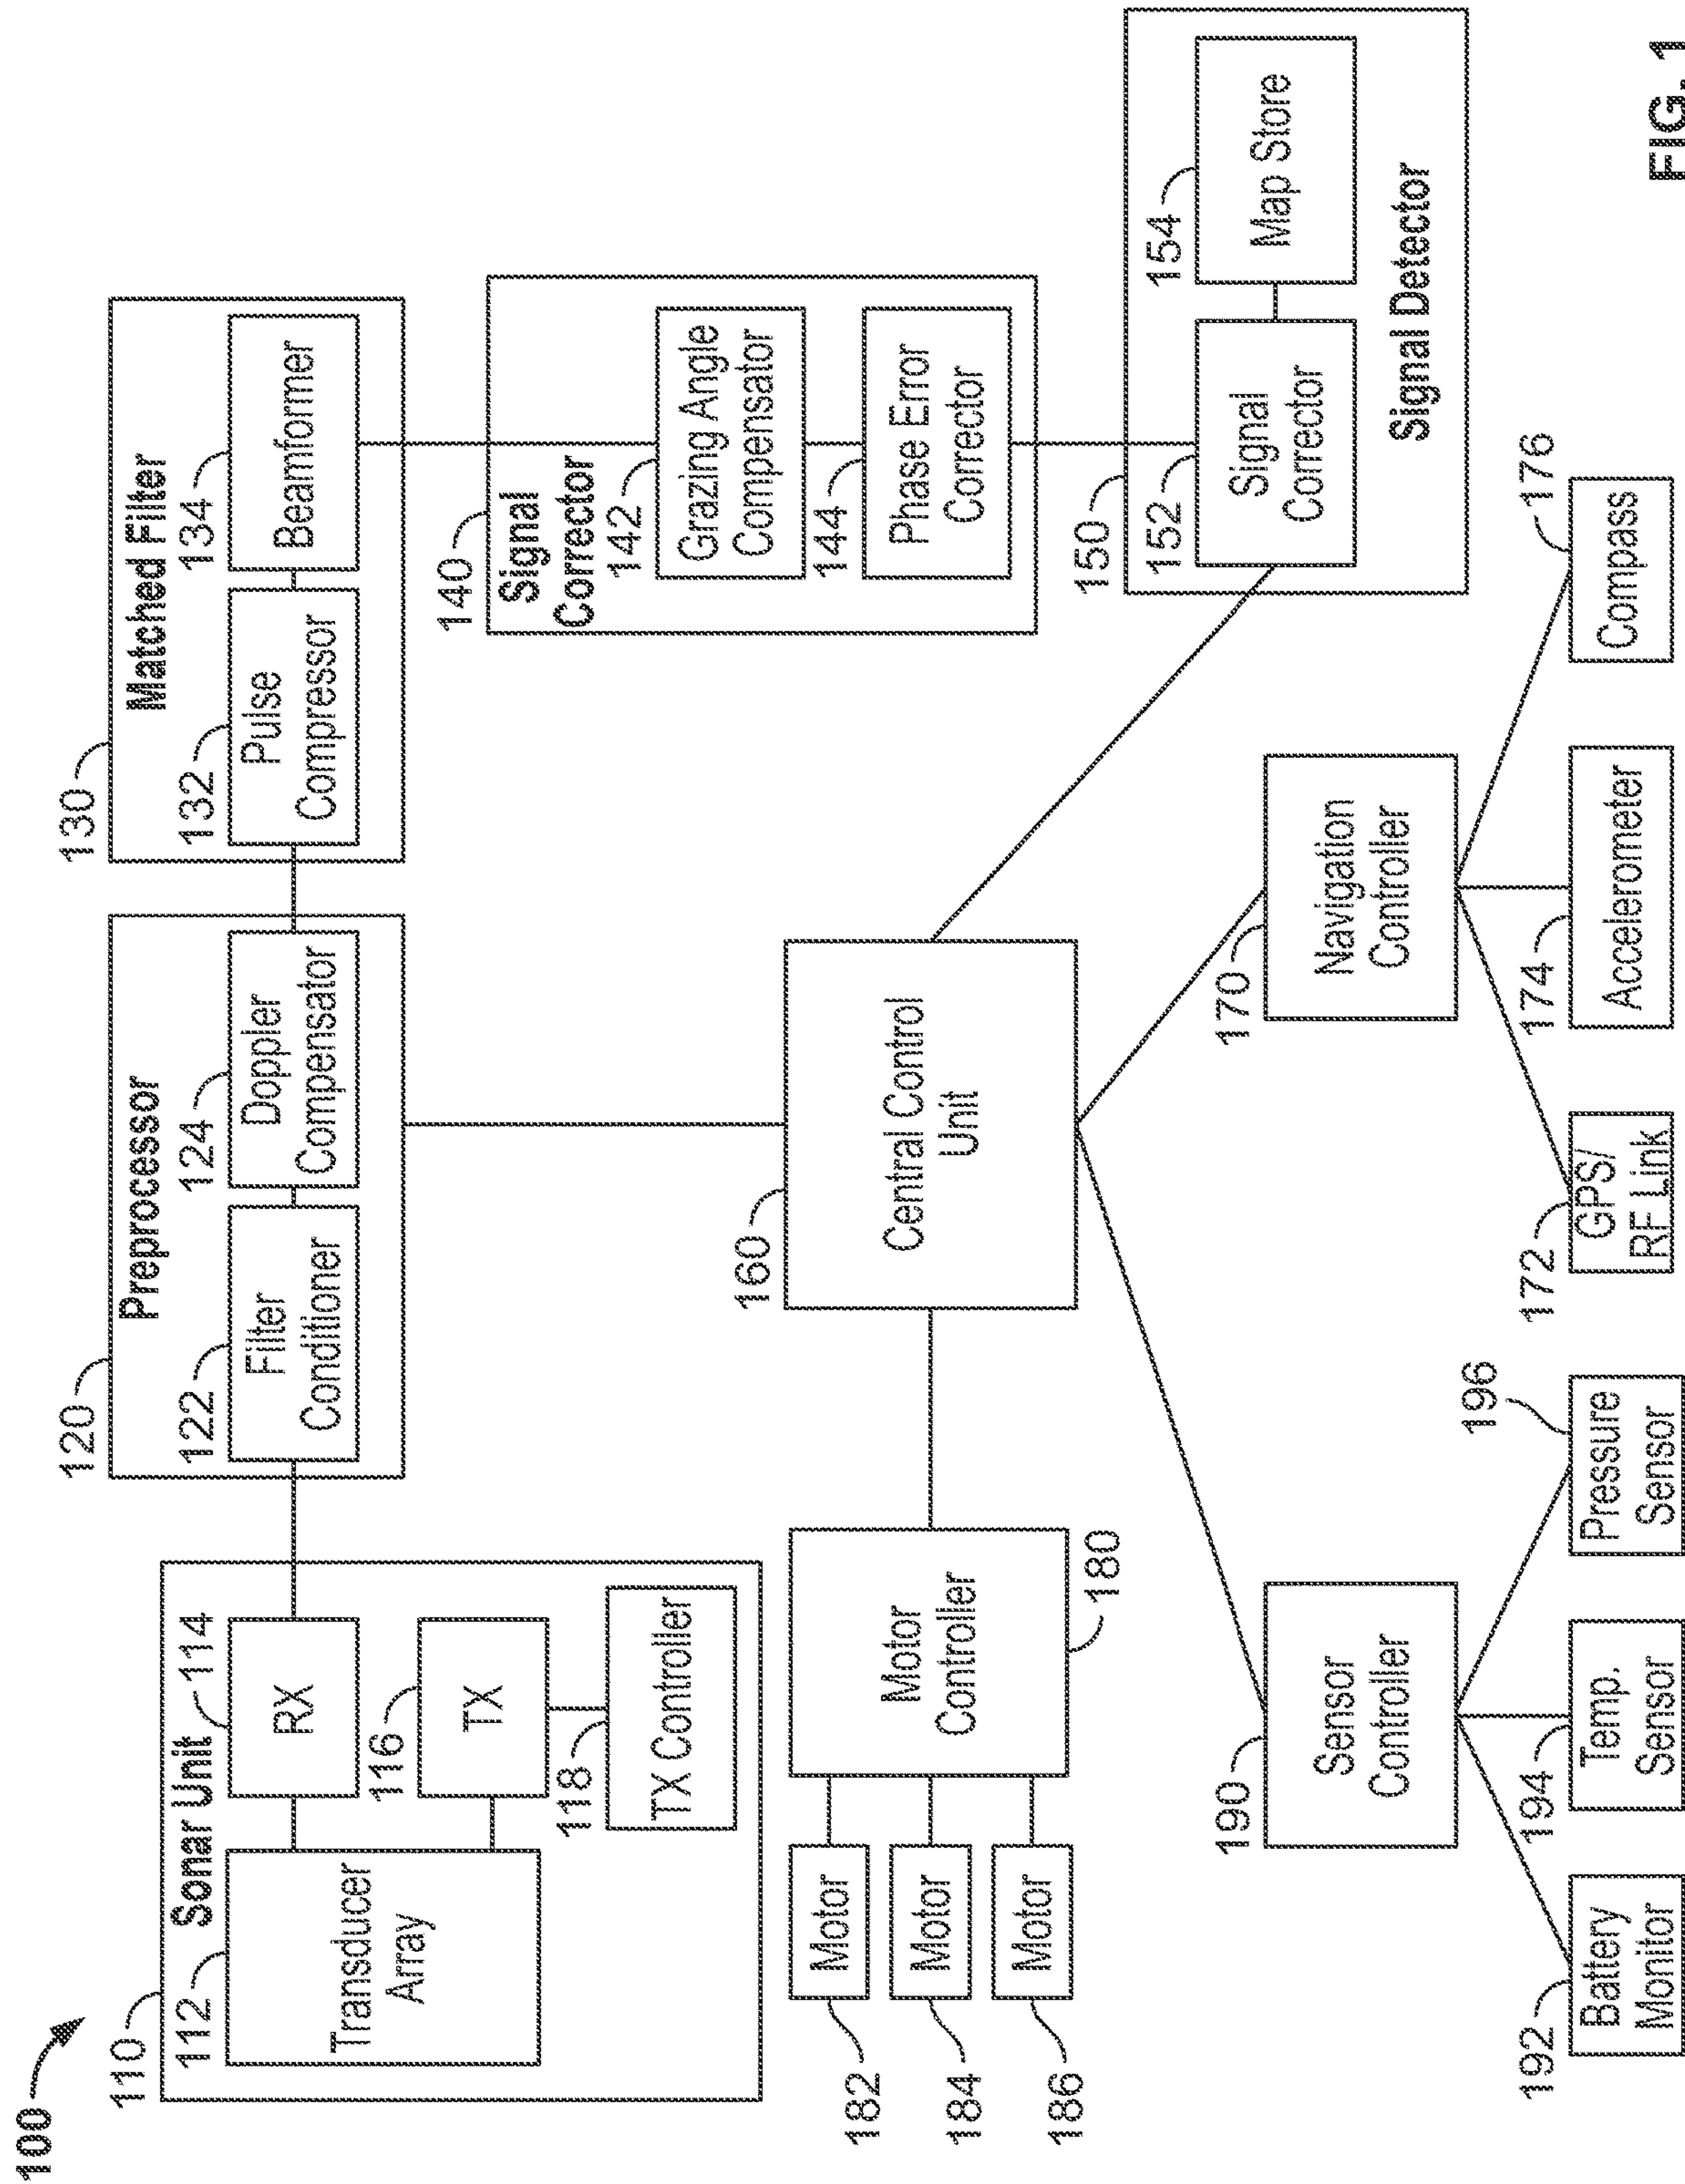 100
110
Sonar Unit
112
Transducer
Array
114
RX
116
TX
118
TX Controller
120
Preprocessor
122
Filter
Conditioner
124
Doppler
Compensator
130
Matched Filter
132
Pulse
Compressor
134
Beamformer
140
Signal
Corrector
142
Grazing Angle
Compensator
144
Phase Error
Corrector
150
152
Signal
Corrector
154
Map Store
Signal Detector
160
Central Control
Unit
Motor
Controller
180
Motor
182
Motor
184
Motor
186
190
Sensor
Controller
192
Battery
Monitor
194
Temp.
Sensor
196
Pressure
Sensor
170
Navigation
Controller
172
GPS/
RF Link
174
Accelerometer
176
Compass
FIG. 1